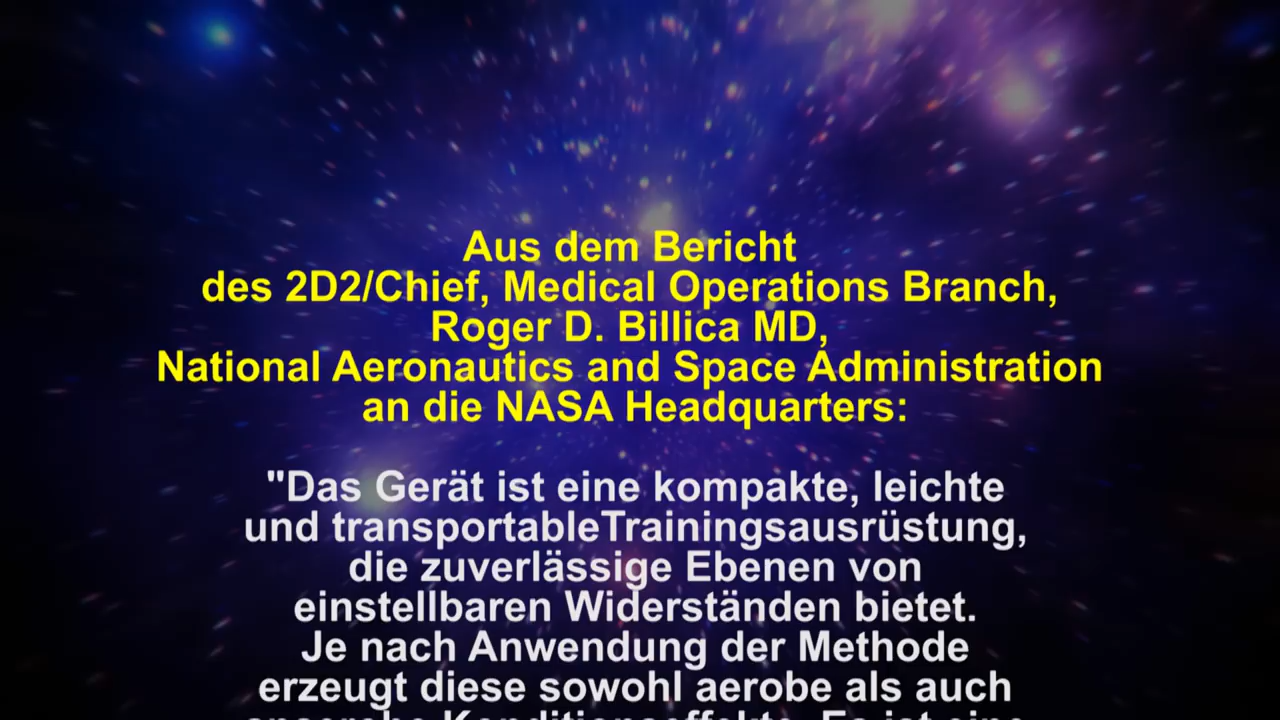 Aus dem Bericht
des 2D2/Chief, Medical Operations Branch,
Roger D. Billica MD,
National Aeronautics and Space Administration
an die NASA Headquarters:
"Das Gerät ist eine kompakte, leichte
und transportableTrainingsausrüstung,
die zuverlässige Ebenen von
einstellbaren Widerständen bietet.
Je nach Anwendung der Methode
erzeugt diese sowohl aerobe als auch